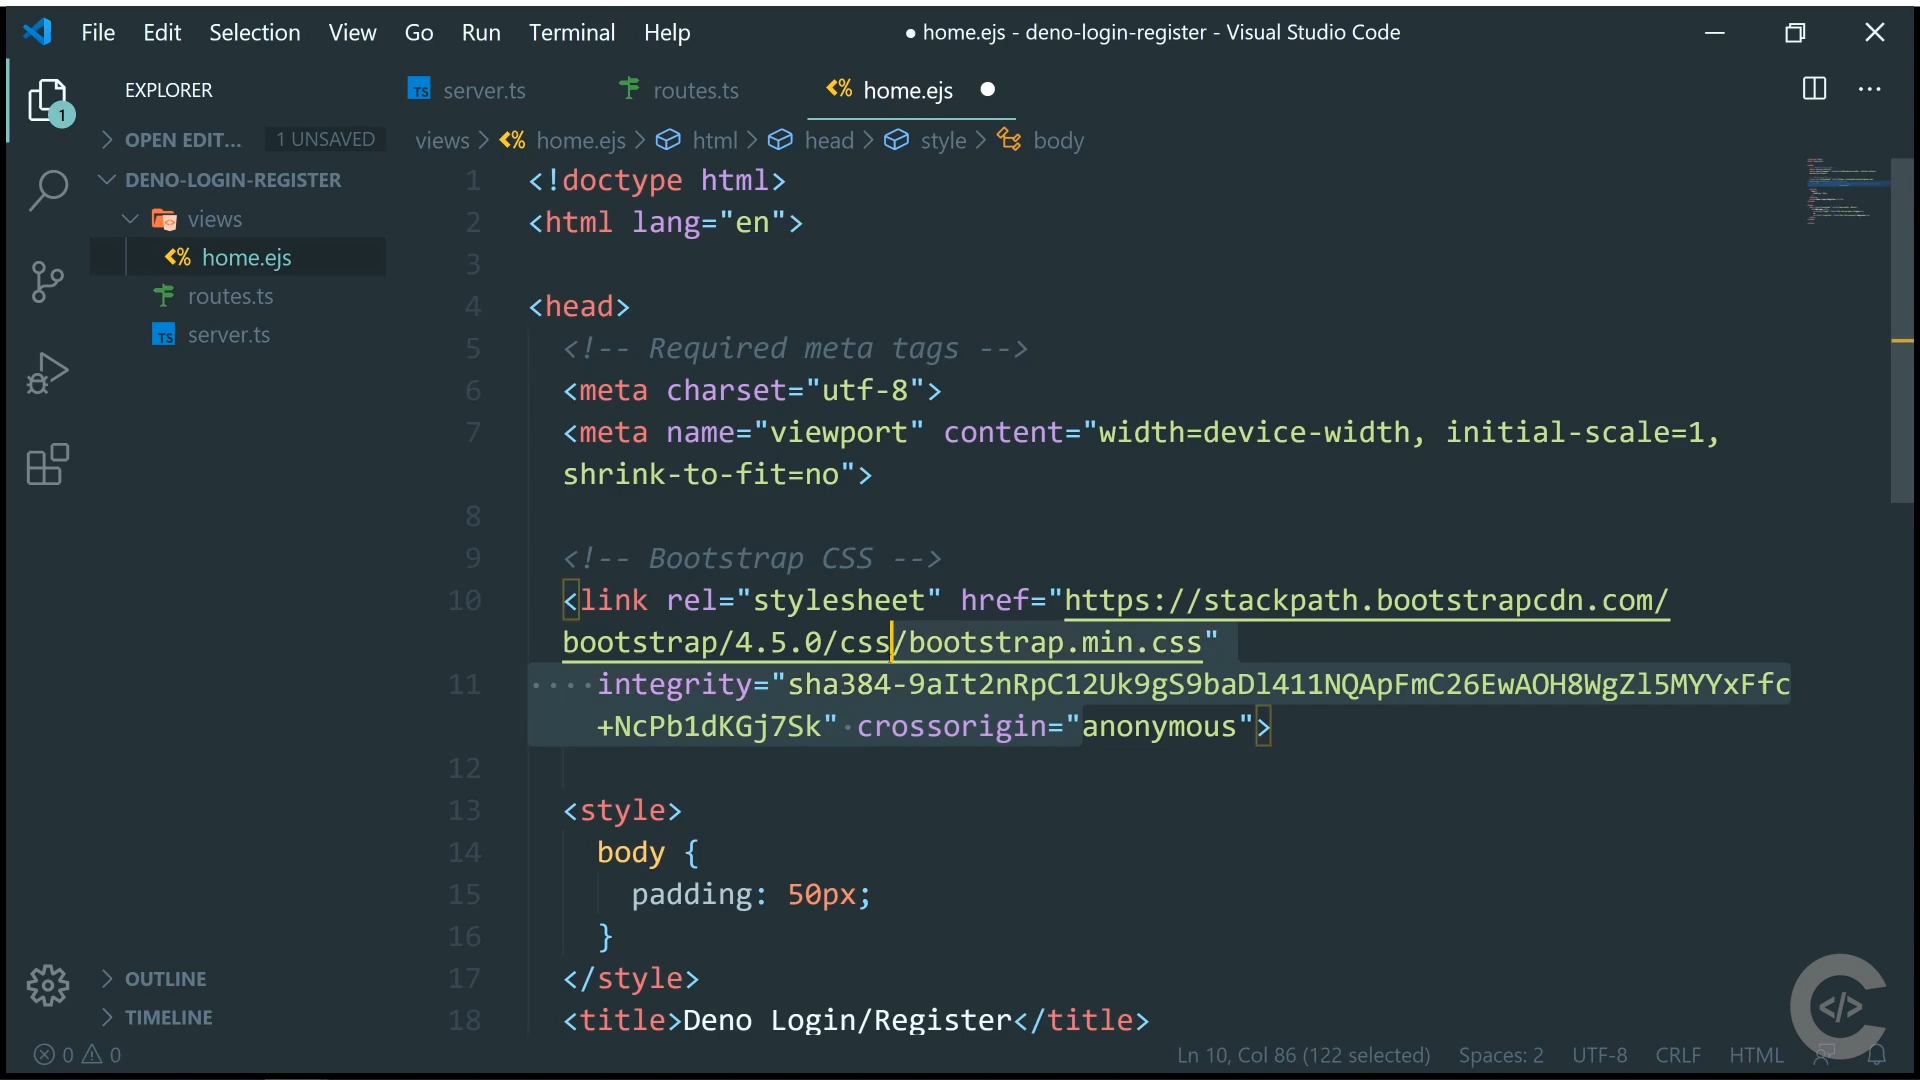 File Edit Selection View Go Run Terminal Help
● home.ejs - deno-login-register - Visual Studio Code
EXPLORER
TS server.ts
routes.ts
<% home.ejs
1
OPEN EDIT...
1 UNSAVED
views > <% home.ejs > html > head > style > body
DENO-LOGIN-REGISTER
views
<% home.ejs
routes.ts
TS server.ts
1 <!doctype html>
2 <html lang="en">
3
4 <head>
5 <!-- Required meta tags -->
6 <meta charset="utf-8">
7 <meta name="viewport" content="width=device-width, initial-scale=1,
shrink-to-fit=no">
8
9 <!-- Bootstrap CSS -->
10 <link rel="stylesheet" href="https://stackpath.bootstrapcdn.com/
bootstrap/4.5.0/css/bootstrap.min.css"
11 ····integrity="sha384-9aIt2nRpC12Uk9gS9baDl411NQApFmC26EwAOH8WgZl5MYYxFfc
+NcPb1dKGj7Sk"·crossorigin="anonymous">
12
13 <style>
14 body {
15 padding: 50px;
16 }
17 </style>
18 <title>Deno Login/Register</title>
OUTLINE
TIMELINE
0 0
Ln 10, Col 86 (122 selected) Spaces: 2 UTF-8 CRLF HTML
</>